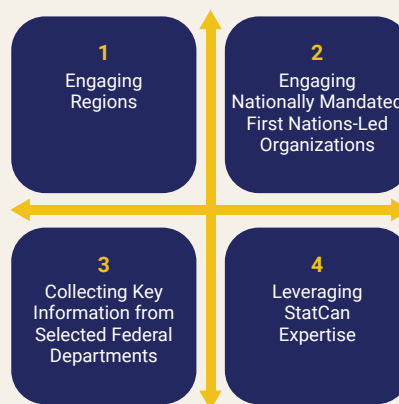 1
Engaging
Regions
2
Engaging
Nationally Mandated
First Nations-Led
Organizations
3
Collecting Key
Information from
Selected Federal
Departments
4
Leveraging
StatCan
Expertise